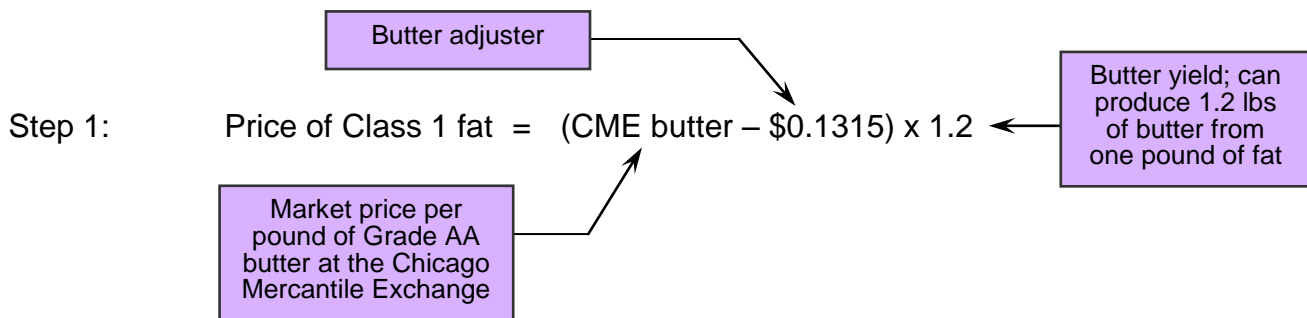 Butter adjuster
Butter yield; can
produce 1.2 lbs
of butter from
one pound of fat
Step 1: Price of Class 1 fat = (CME butter – $0.1315) x 1.2
Market price per
pound of Grade AA
butter at the Chicago
Mercantile Exchange